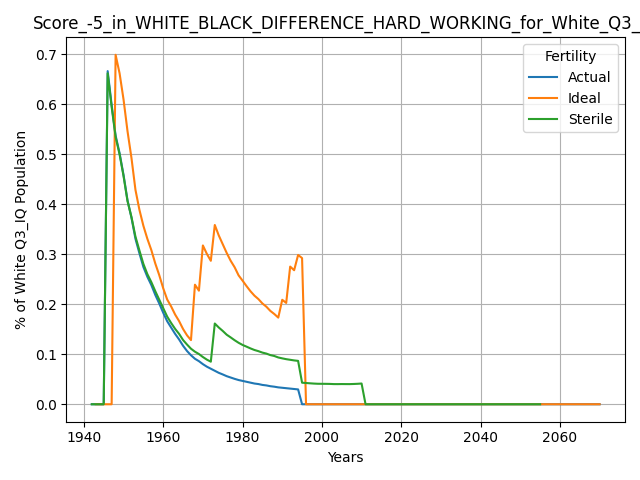 Score_-5_in_WHITE_BLACK_DIFFERENCE_HARD_WORKING_for_White_Q3_
0.7
0.6
0.5
0.4
0.3
0.2
0.1
0.0
% of White Q3_IQ Population
Fertility
Actual
Ideal
Sterile
1940 1960 1980 2000 2020 2040 2060
Years